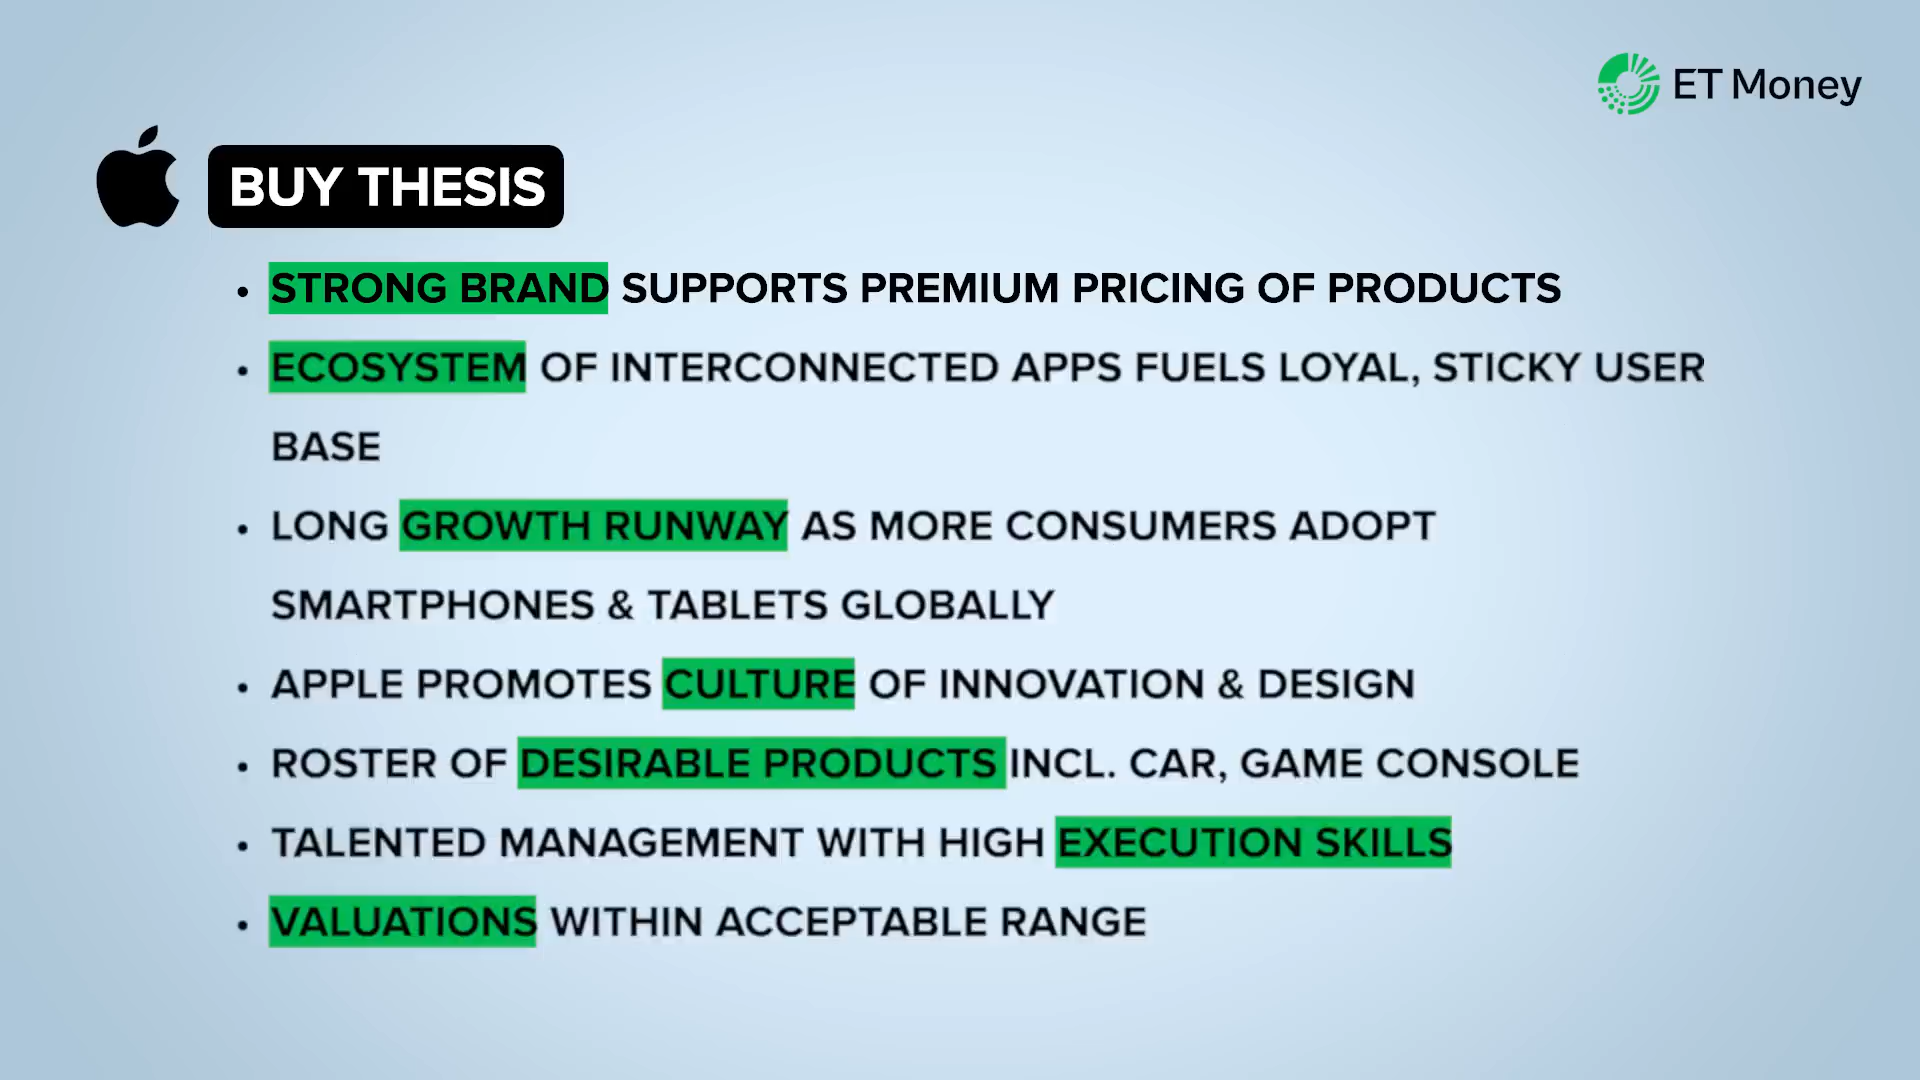 ET Money
BUY THESIS
• STRONG BRAND SUPPORTS PREMIUM PRICING OF PRODUCTS
• ECOSYSTEM OF INTERCONNECTED APPS FUELS LOYAL, STICKY USER
BASE
• LONG GROWTH RUNWAY AS MORE CONSUMERS ADOPT
SMARTPHONES & TABLETS GLOBALLY
• APPLE PROMOTES CULTURE OF INNOVATION & DESIGN
• ROSTER OF DESIRABLE PRODUCTS INCL. CAR, GAME CONSOLE
• TALENTED MANAGEMENT WITH HIGH EXECUTION SKILLS
• VALUATIONS WITHIN ACCEPTABLE RANGE